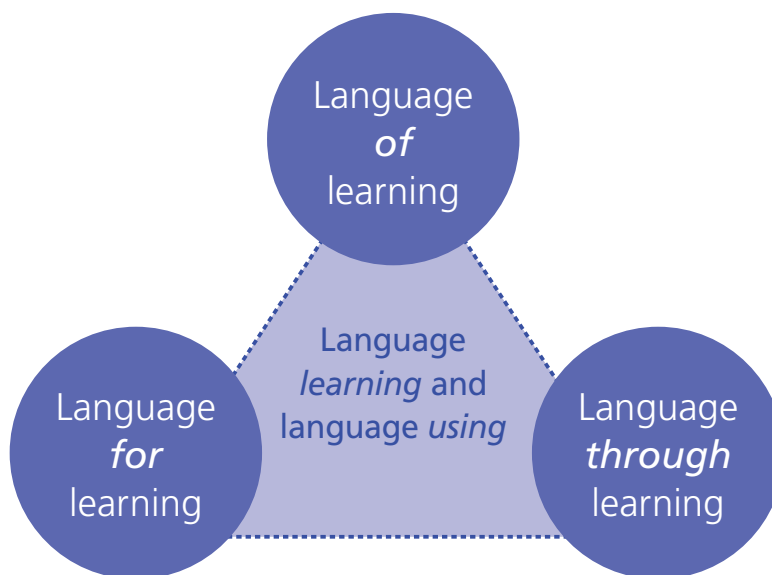 Language
of
learning
Language
learning and
language using
Language
for
learning
Language
through
learning